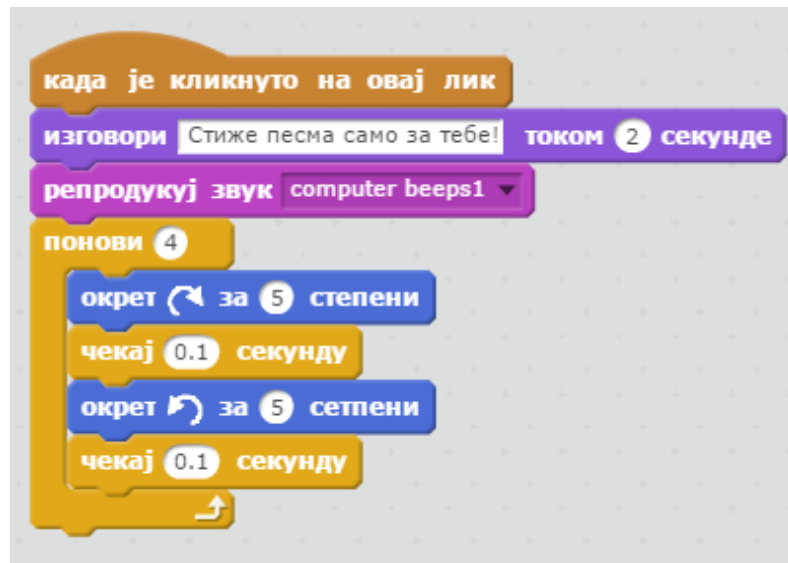 када је кликнуто на овај лик
изговори Стиже песма само за тебе! током 2 секунде
репродукуј звук computer beeps1
понови 4
окрет за 5 степени
чекај 0.1 секунду
окрет за 5 сетпени
чекај 0.1 секунду